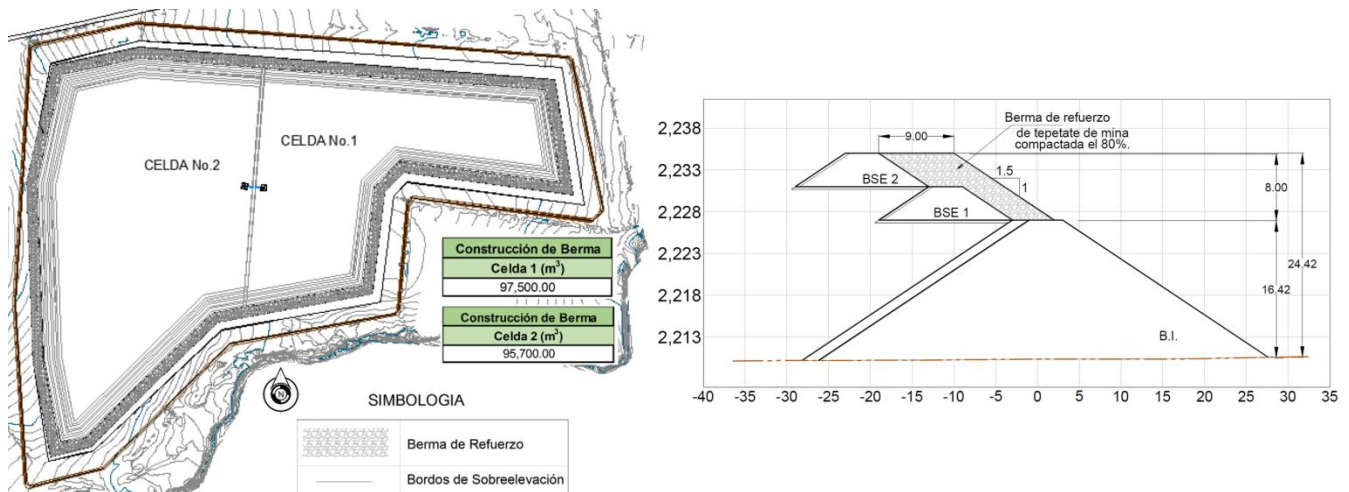 CELDA No.1
CELDA No.2
Construcción de Berma
Celda 1 (m³)
97,500.00
Construcción de Berma
Celda 2 (m³)
95,700.00
N
SIMBOLOGIA
Berma de Refuerzo
Bordos de Sobreelevación
2,238
2,233
2,228
2,223
2,218
2,213
-40 -35 -30 -25 -20 -15 -10 -5 0 5 10 15 20 25 30 35
9.00
Berma de refuerzo
de tepetate de mina
compactada el 80%.
1.5
1
BSE 2
BSE 1
8.00
24.42
16.42
B.I.